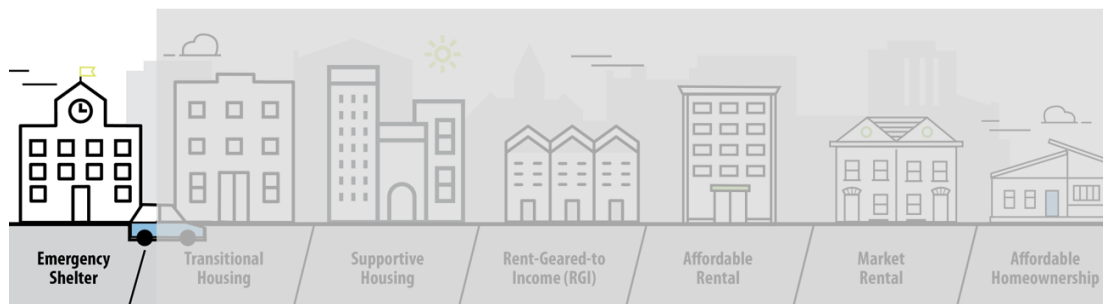 Emergency
Shelter
Transitional
Housing
Supportive
Housing
Rent-Geared-to
Income (RGI)
Affordable
Rental
Market
Rental
Affordable
Homeownership